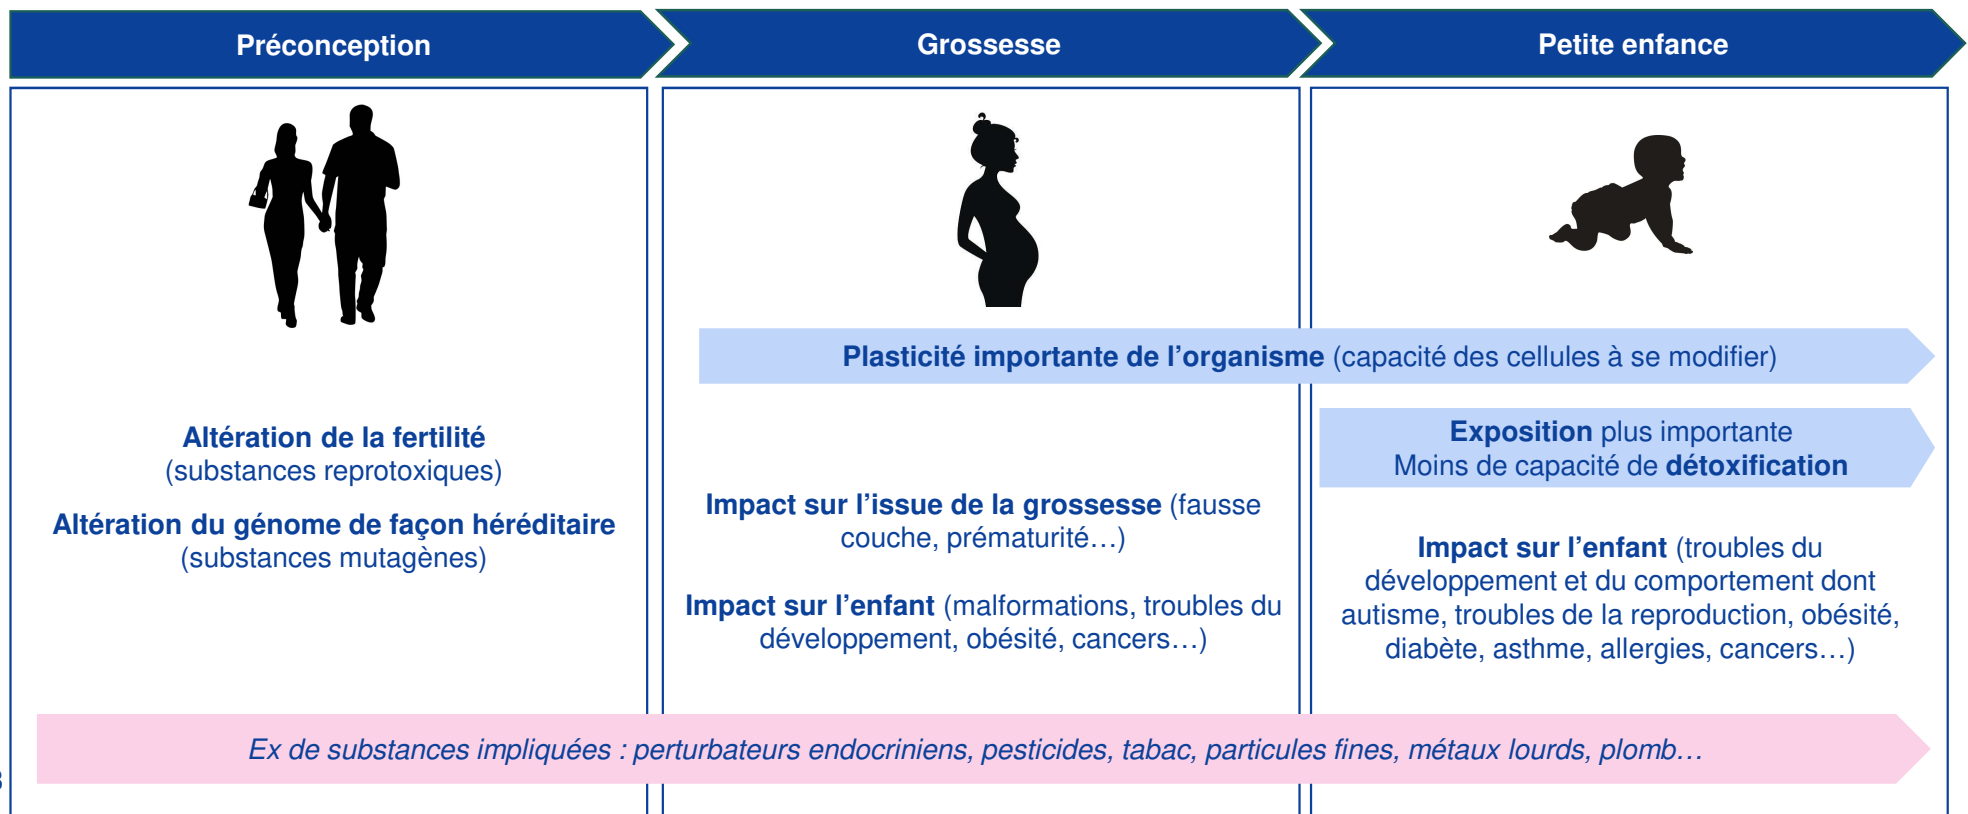 Préconception
Grossesse
Petite enfance
Plasticité importante de l’organisme (capacité des cellules à se modifier)
Altération de la fertilité
(substances reprotoxiques)
Altération du génome de façon héréditaire
(substances mutagènes)
Impact sur l’issue de la grossesse (fausse
couche, prématurité…)
Impact sur l’enfant (malformations, troubles du
développement, obésité, cancers…)
Exposition plus importante
Moins de capacité de détoxification
Impact sur l’enfant (troubles du
développement et du comportement dont
autisme, troubles de la reproduction, obésité,
diabète, asthme, allergies, cancers…)
Ex de substances impliquées : perturbateurs endocriniens, pesticides, tabac, particules fines, métaux lourds, plomb…